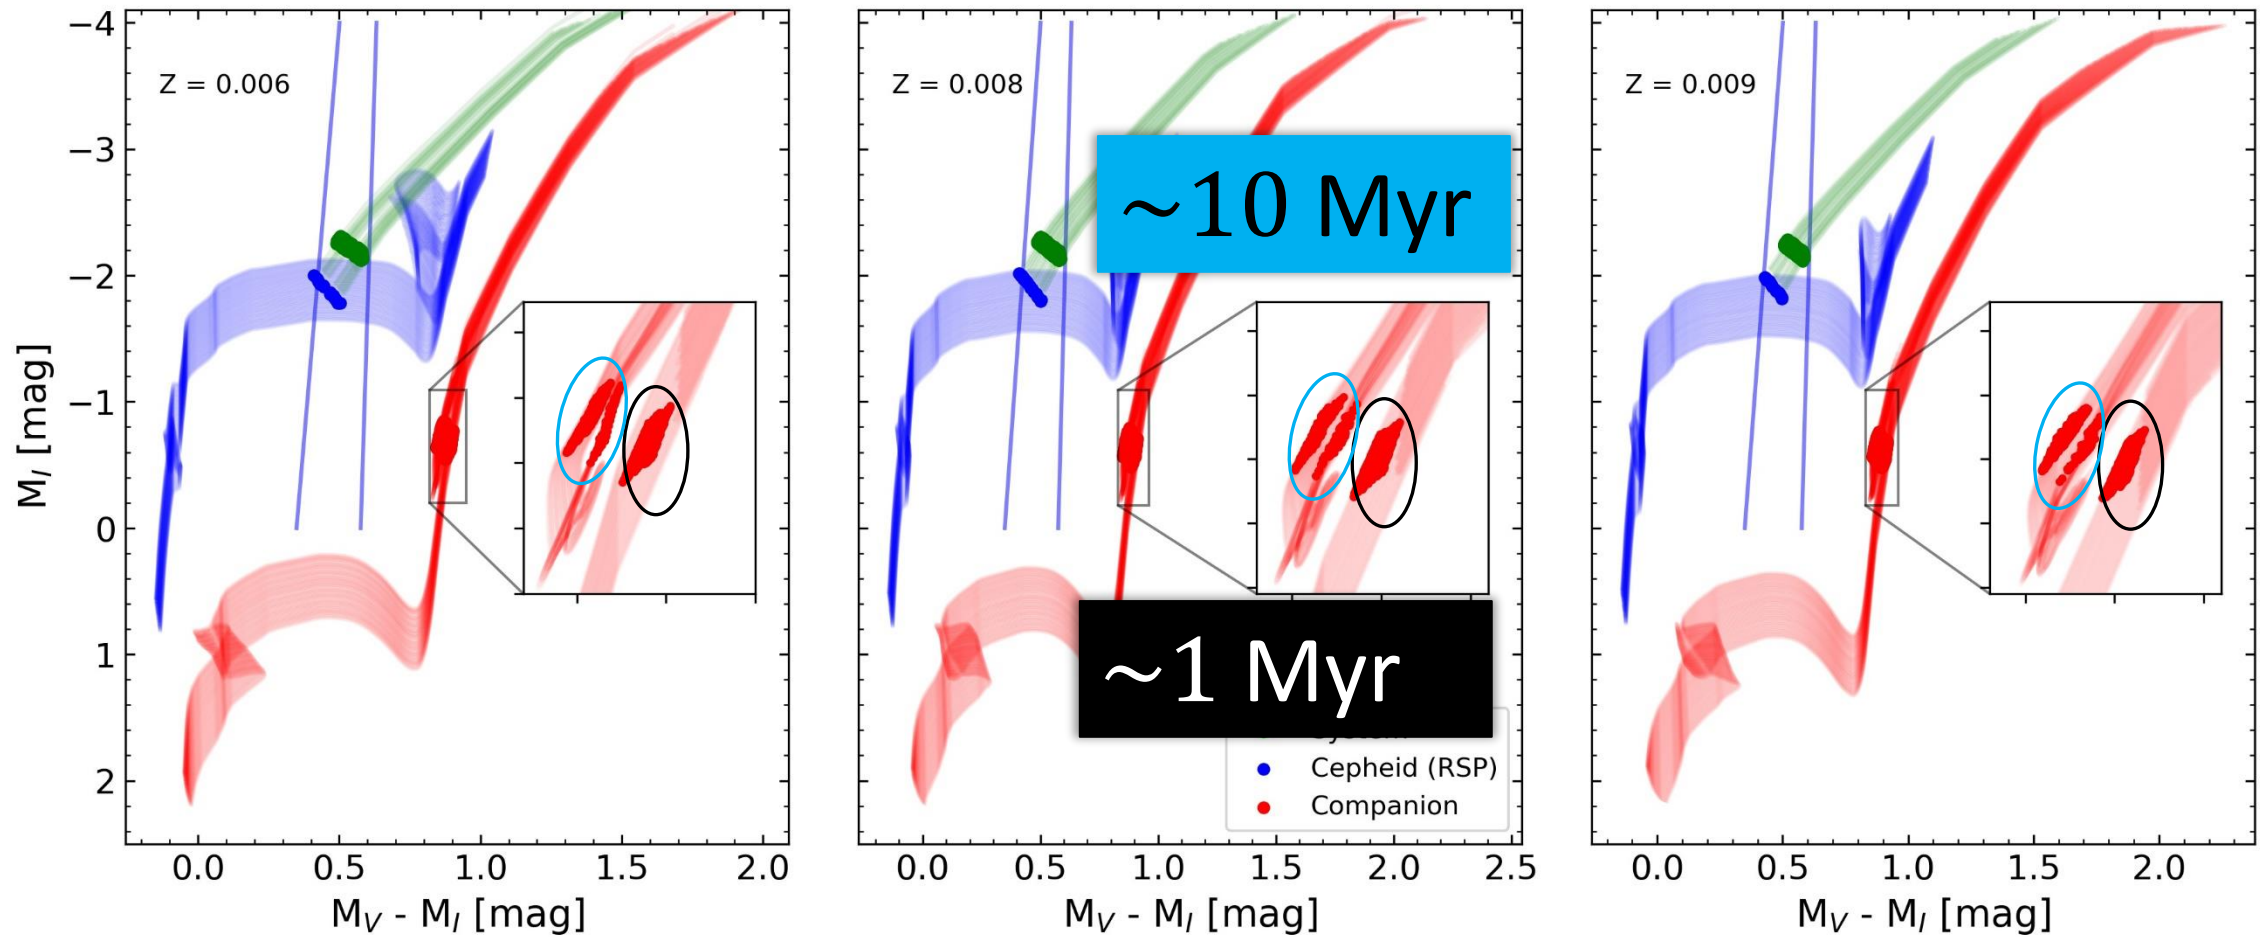 −4
−3
−2
−1
0
1
2
M_I [mag]
Z = 0.006
0.0 0.5 1.0 1.5 2.0
M_V - M_I [mag]
Z = 0.008
~10 Myr
~1 Myr
Cepheid (RSP)
Companion
0.0 0.5 1.0 1.5 2.0 2.5
M_V - M_I [mag]
Z = 0.009
0.0 0.5 1.0 1.5 2.0
M_V - M_I [mag]